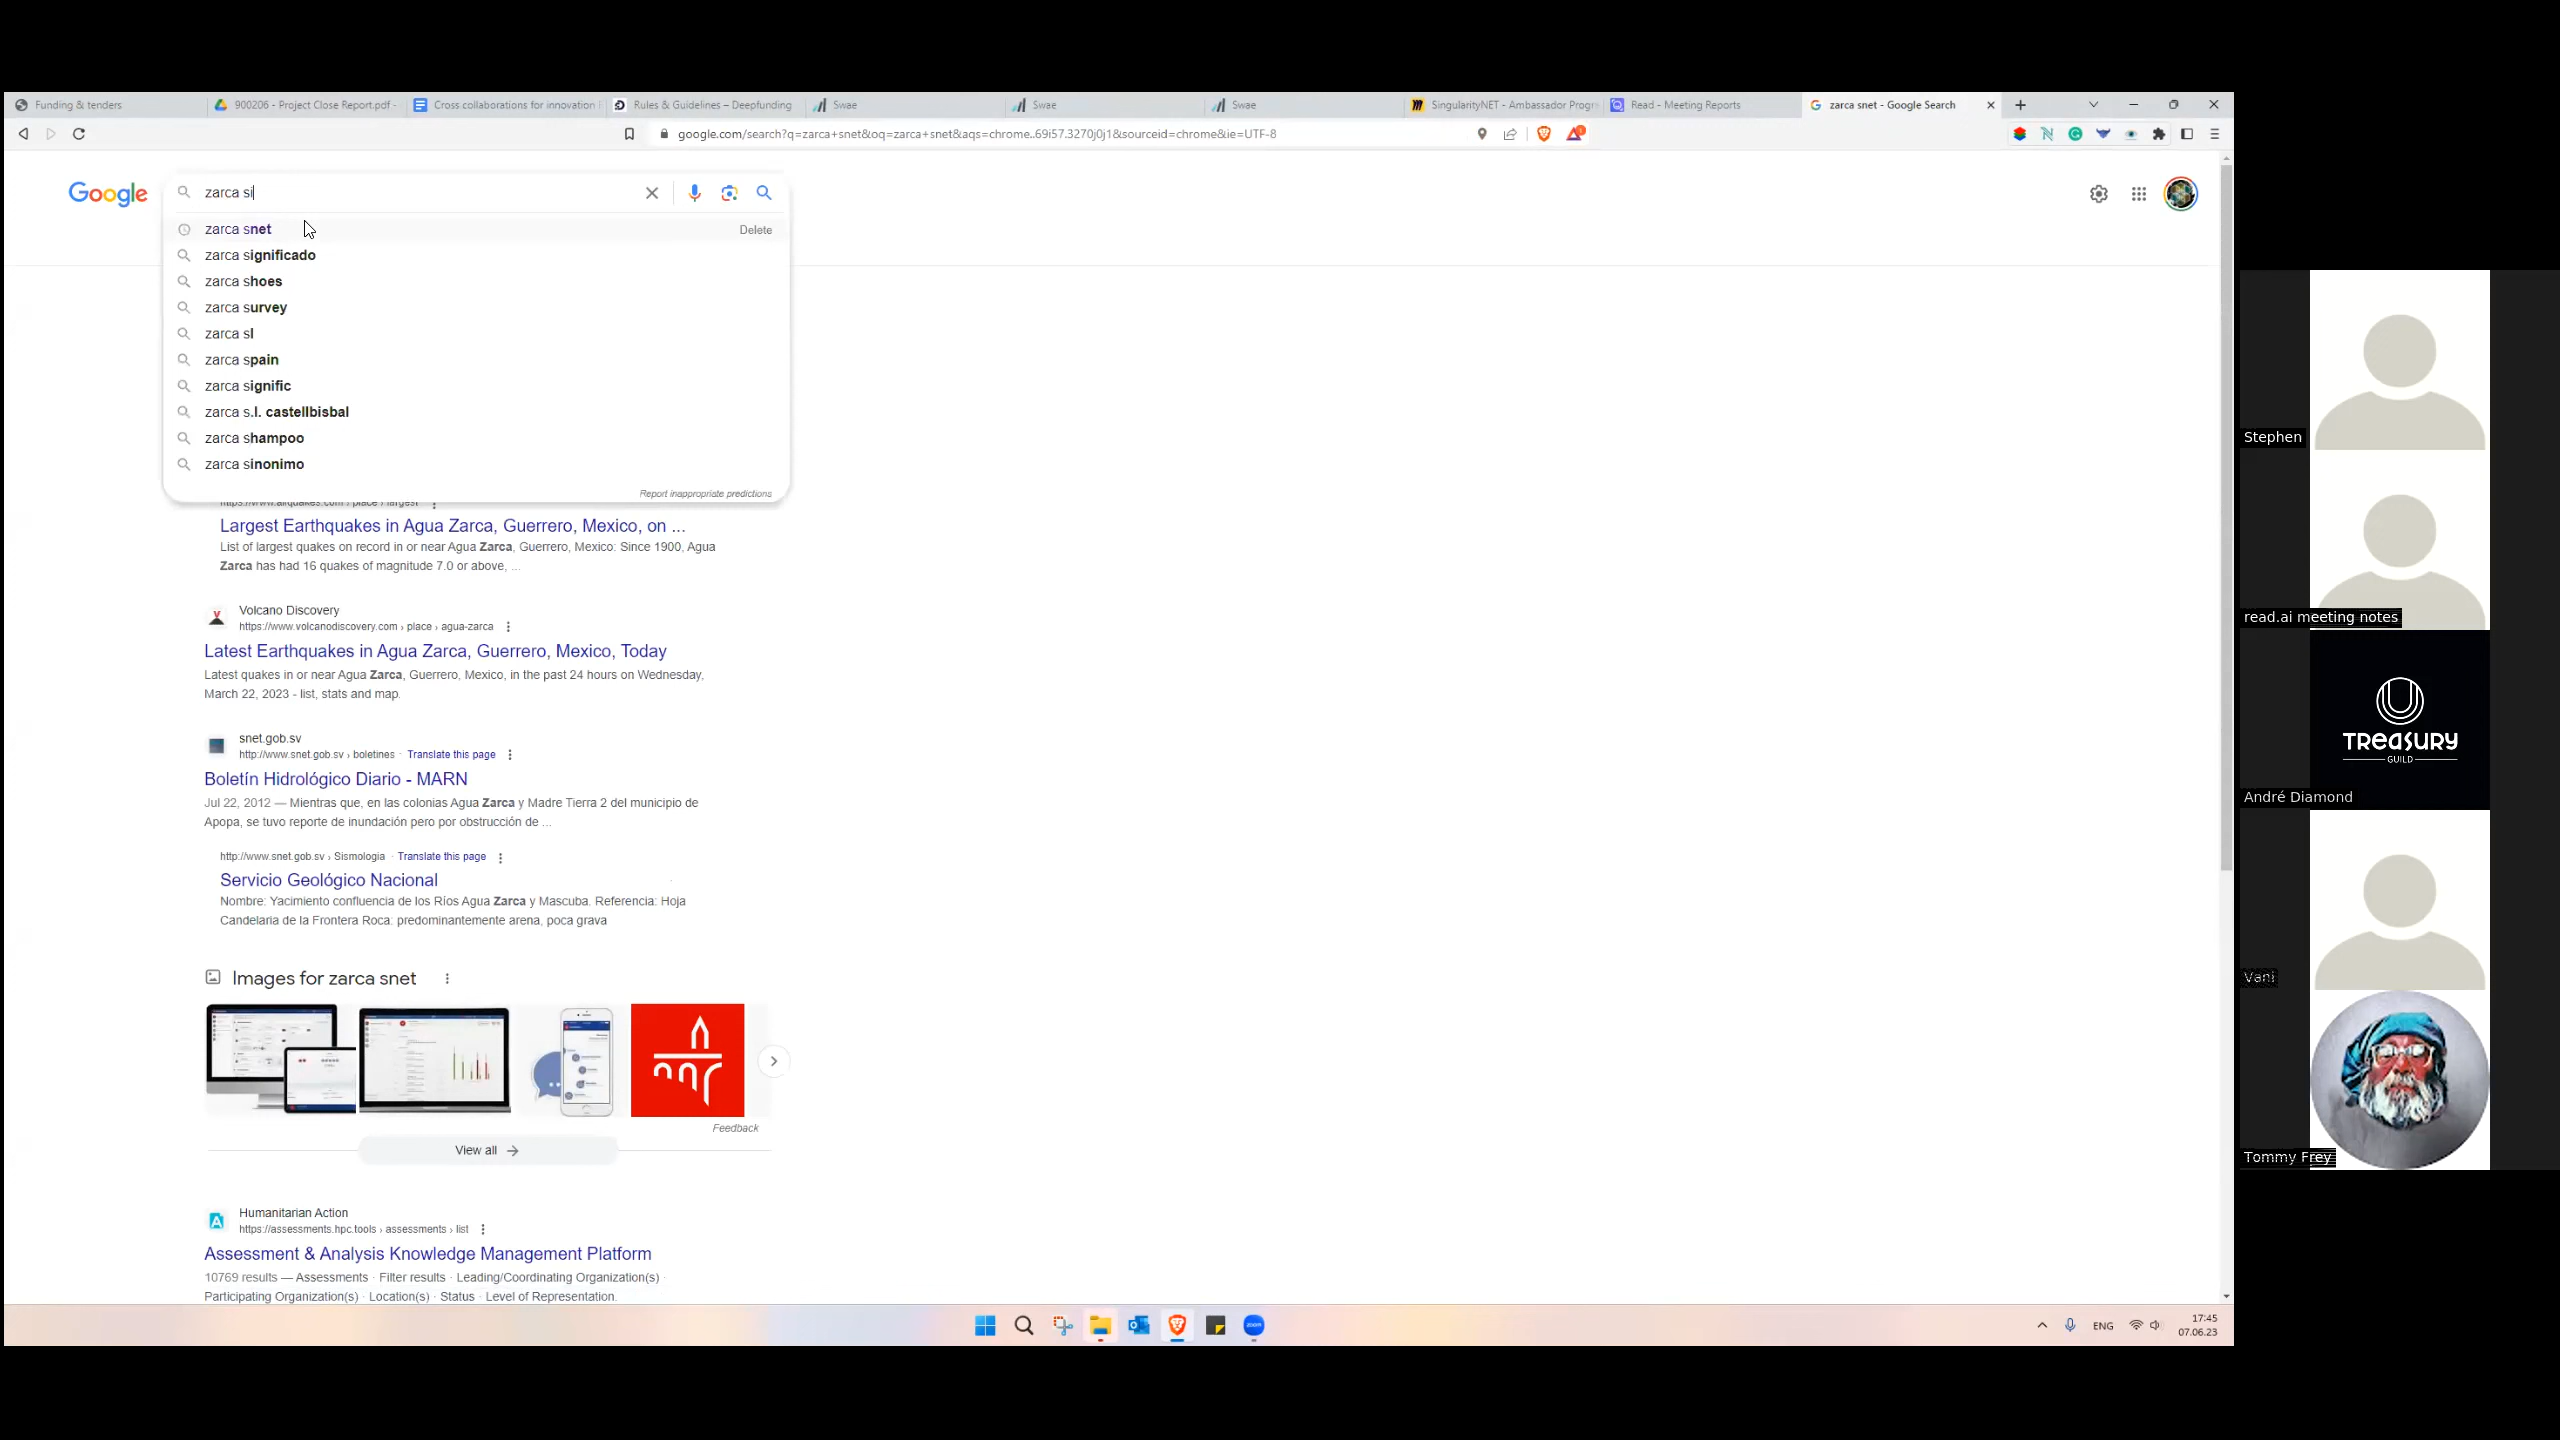 Funding & tenders
900206 - Project Close Report.pdf -
Cross collaborations for innovation
Rules & Guidelines – Deepfunding
Swae
Swae
Swae
SingularityNET - Ambassador Progr
Read - Meeting Reports
zarca snet - Google Search
google.com/search?q=zarca+snet&oq=zarca+snet&aqs=chrome..69i57.3270j0j1&sourceid=chrome&ie=UTF-8
Google
zarca si
zarca snet
Delete
zarca significado
zarca shoes
zarca survey
zarca sl
zarca spain
zarca signific
zarca s.l. castellbisbal
zarca shampoo
zarca sinonimo
Report inappropriate predictions
Largest Earthquakes in Agua Zarca, Guerrero, Mexico, on ...
List of largest quakes on record in or near Agua Zarca, Guerrero, Mexico: Since 1900, Agua
Zarca has had 16 quakes of magnitude 7.0 or above, ...
Volcano Discovery
https://www.volcanodiscovery.com › place › agua-zarca
Latest Earthquakes in Agua Zarca, Guerrero, Mexico, Today
Latest quakes in or near Agua Zarca, Guerrero, Mexico, in the past 24 hours on Wednesday,
March 22, 2023 - list, stats and map.
snet.gob.sv
http://www.snet.gob.sv › boletines · Translate this page
Boletín Hidrológico Diario - MARN
Jul 22, 2012 — Mientras que, en las colonias Agua Zarca y Madre Tierra 2 del municipio de
Apopa, se tuvo reporte de inundación pero por obstrucción de ...
http://www.snet.gob.sv › Sismologia · Translate this page
Servicio Geológico Nacional
Nombre: Yacimiento confluencia de los Ríos Agua Zarca y Mascuba. Referencia: Hoja
Candelaria de la Frontera Roca: predominantemente arena, poca grava
Images for zarca snet
Feedback
View all
Humanitarian Action
https://assessments.hpc.tools › assessments › list
Assessment & Analysis Knowledge Management Platform
10769 results — Assessments · Filter results · Leading/Coordinating Organization(s) ·
Participating Organization(s) · Location(s) · Status · Level of Representation.
zoom
ENG
17:45
07.06.23
Stephen
read.ai meeting notes
TREASURY
GUILD
André Diamond
Vani
Tommy Frey